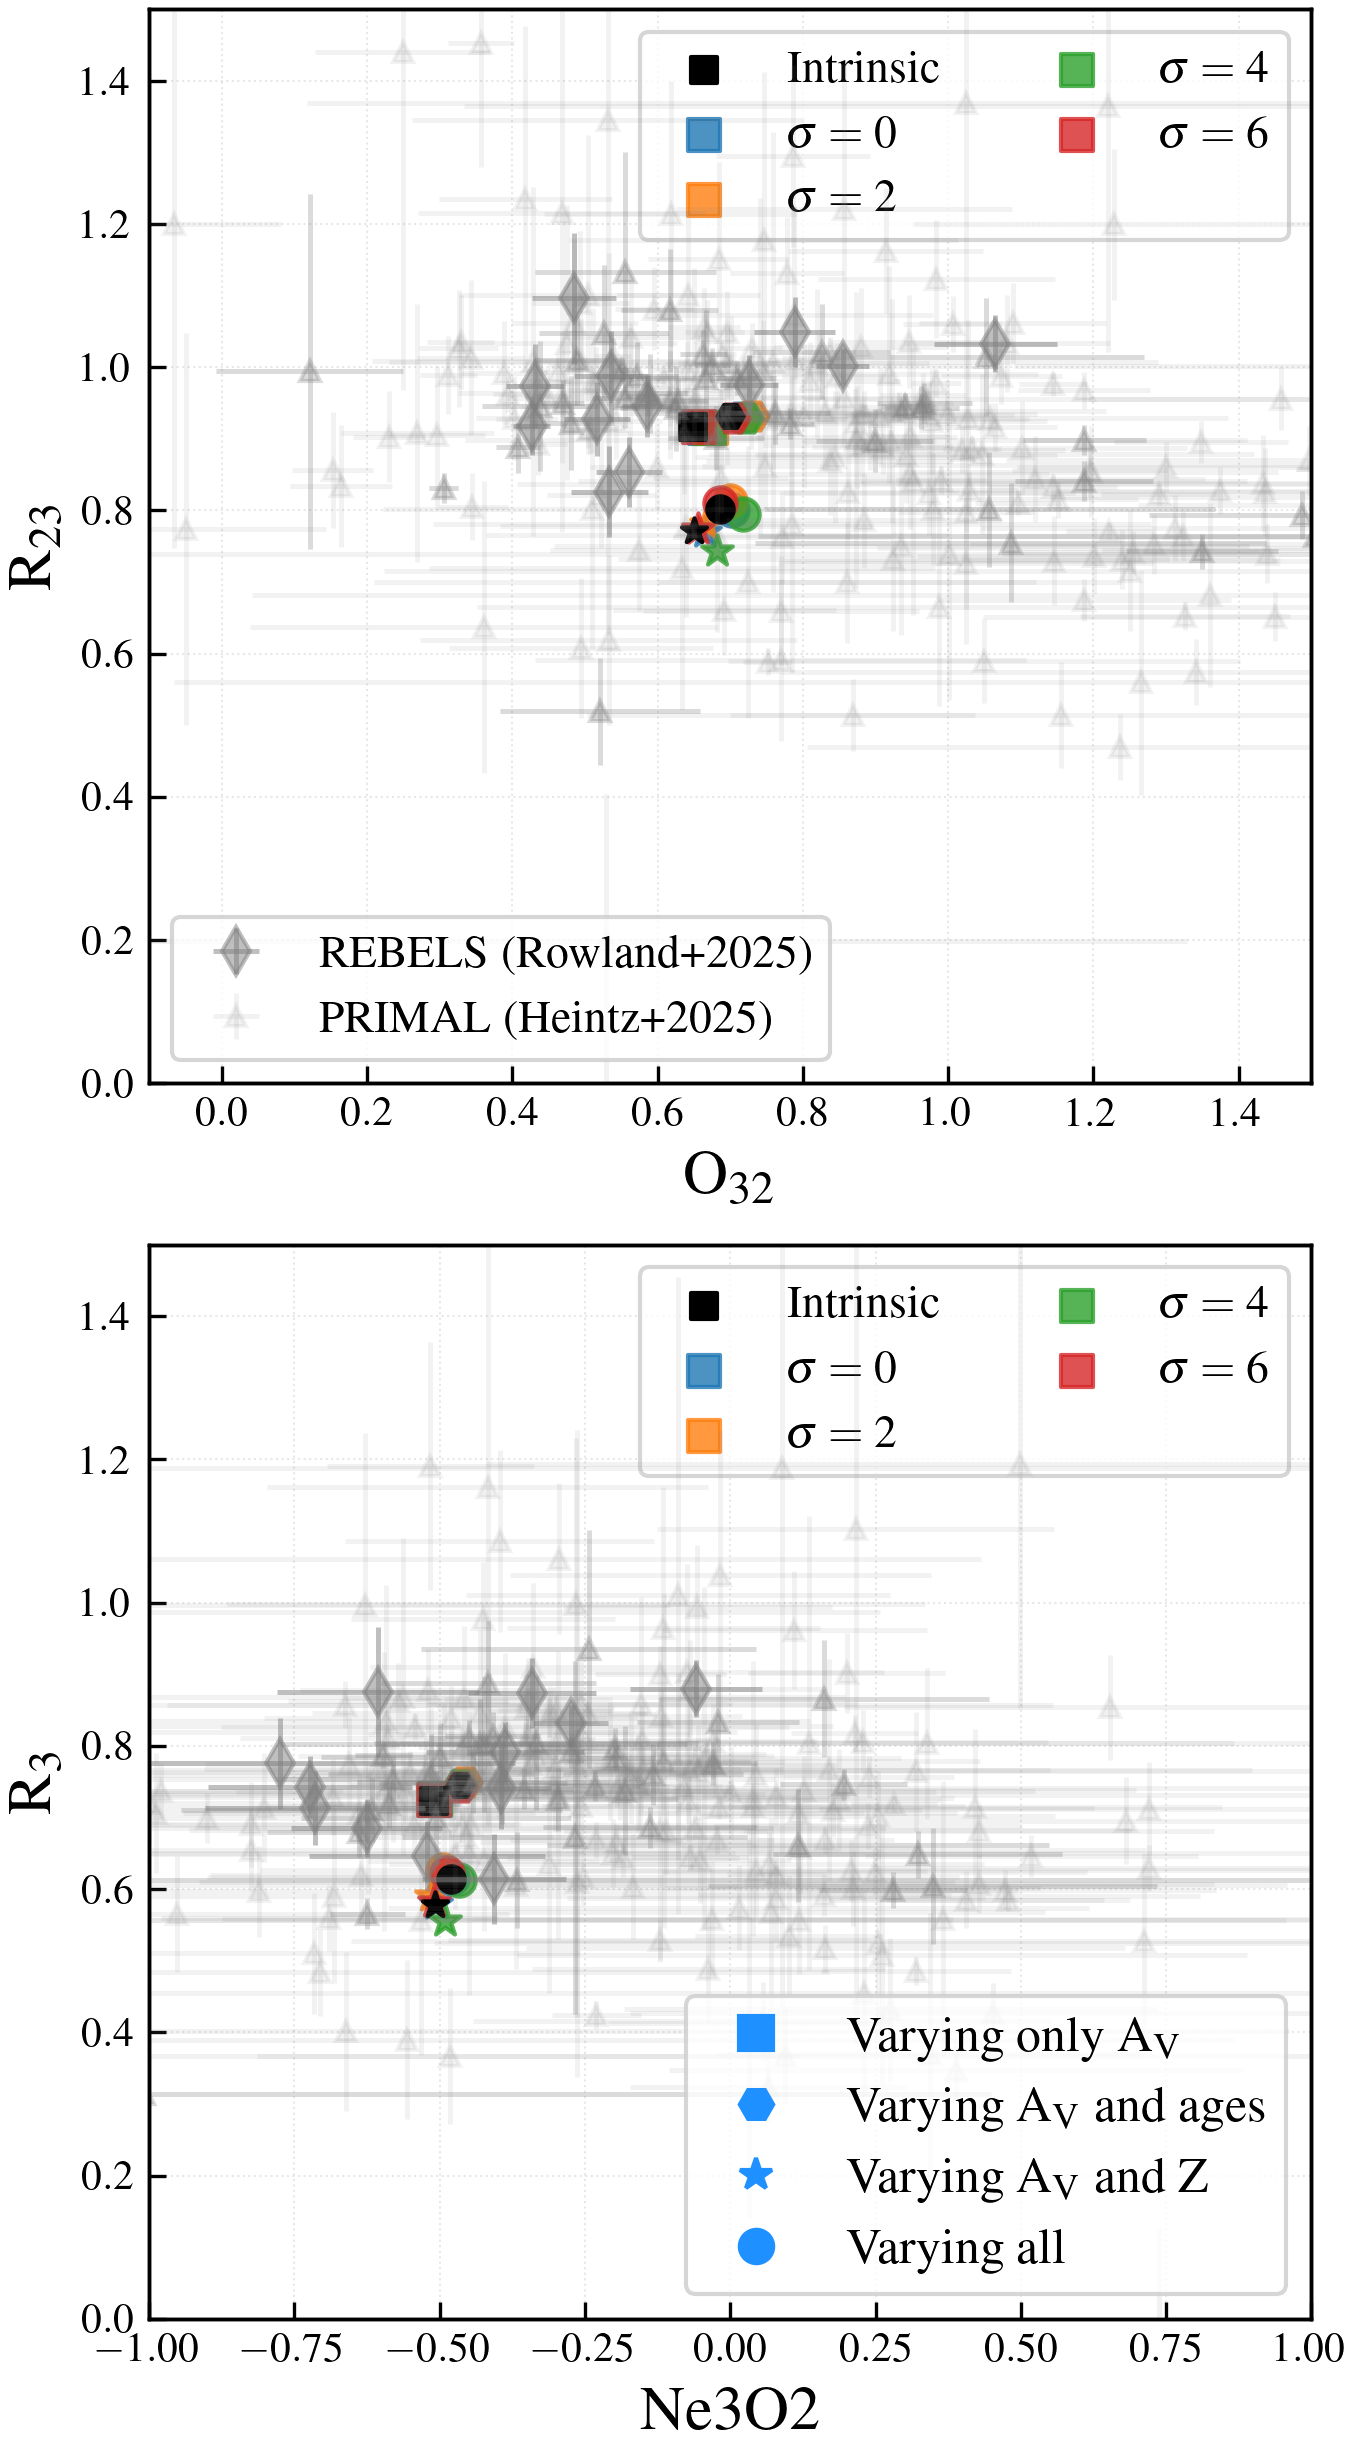 Intrinsic
σ = 0
σ = 2
σ = 4
σ = 6
1.4
1.2
1.0
0.8
0.6
0.4
0.2
0.0
R₂₃
REBELS (Rowland+2025)
PRIMAL (Heintz+2025)
0.0 0.2 0.4 0.6 0.8 1.0 1.2 1.4
O₃₂
Intrinsic
σ = 0
σ = 2
σ = 4
σ = 6
1.4
1.2
1.0
0.8
0.6
0.4
0.2
0.0
R₃
Varying only A_V
Varying A_V and ages
Varying A_V and Z
Varying all
−1.00 −0.75 −0.50 −0.25 0.00 0.25 0.50 0.75 1.00
Ne3O2